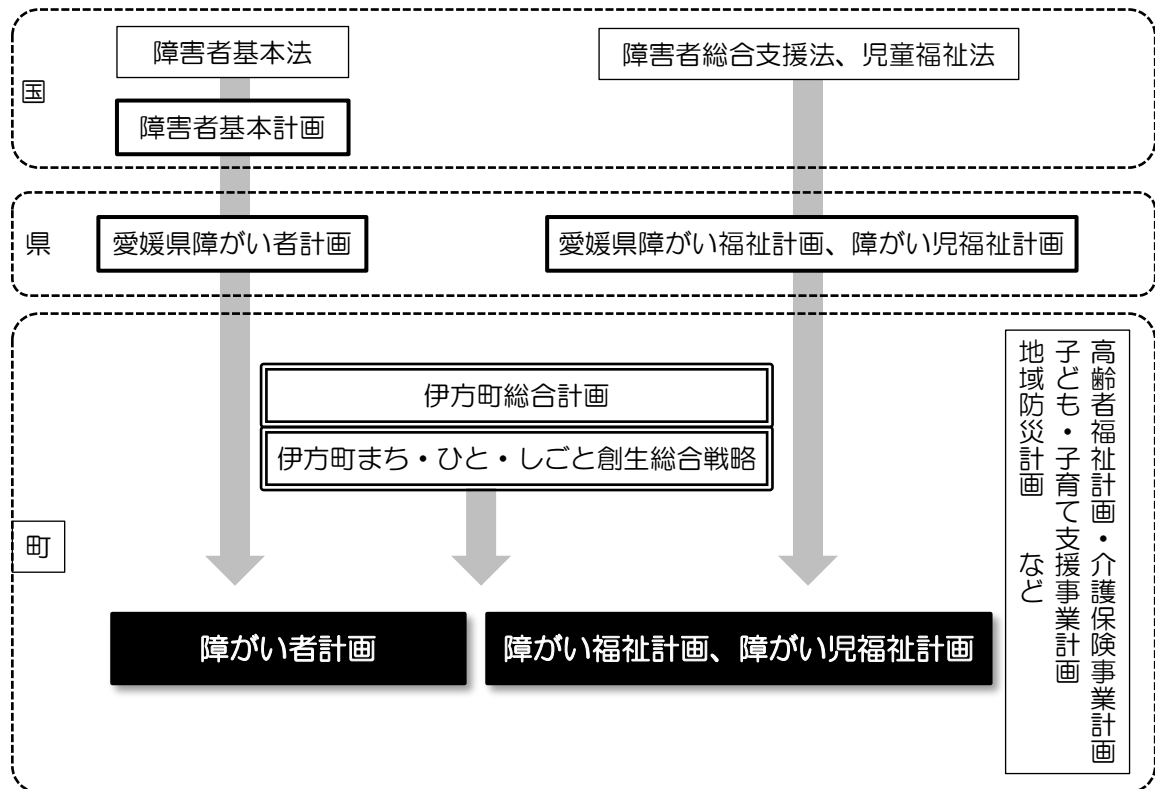 国
障害者基本法
障害者総合支援法、児童福祉法
障害者基本計画
県
愛媛県障がい者計画
愛媛県障がい福祉計画、障がい児福祉計画
町
伊方町総合計画
伊方町まち・ひと・しごと創生総合戦略
高齢者福祉計画・介護保険事業計画
子ども・子育て支援事業計画
地域防災計画 など
障がい者計画
障がい福祉計画、障がい児福祉計画